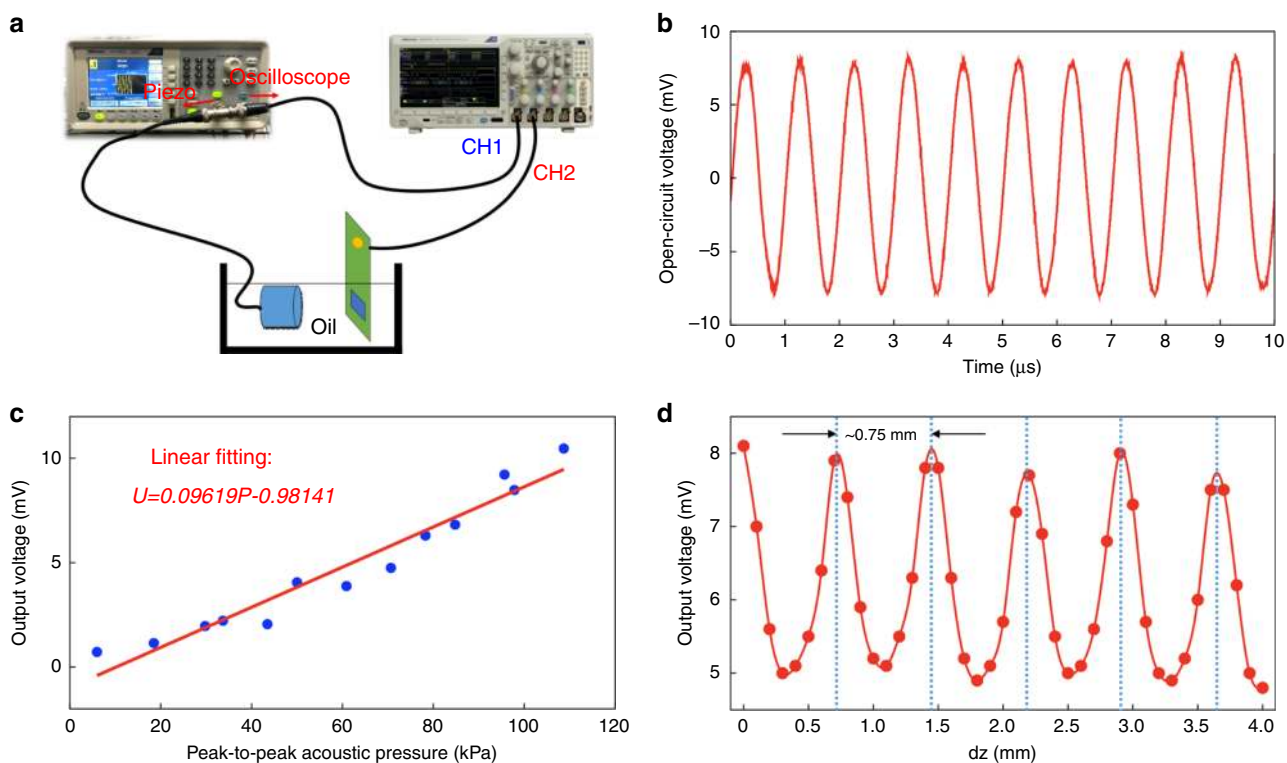 a
Piezo
Oscilloscope
CH1
CH2
Oil
b
Open-circuit voltage (mV)
10
5
0
–5
–10
0 1 2 3 4 5 6 7 8 9 10
Time (μs)
c
Output voltage (mV)
10
5
0
Linear fitting:
U=0.09619P-0.98141
0 20 40 60 80 100 120
Peak-to-peak acoustic pressure (kPa)
d
Output voltage (mV)
8
7
6
5
~0.75 mm
0 0.5 1.0 1.5 2.0 2.5 3.0 3.5 4.0
dz (mm)